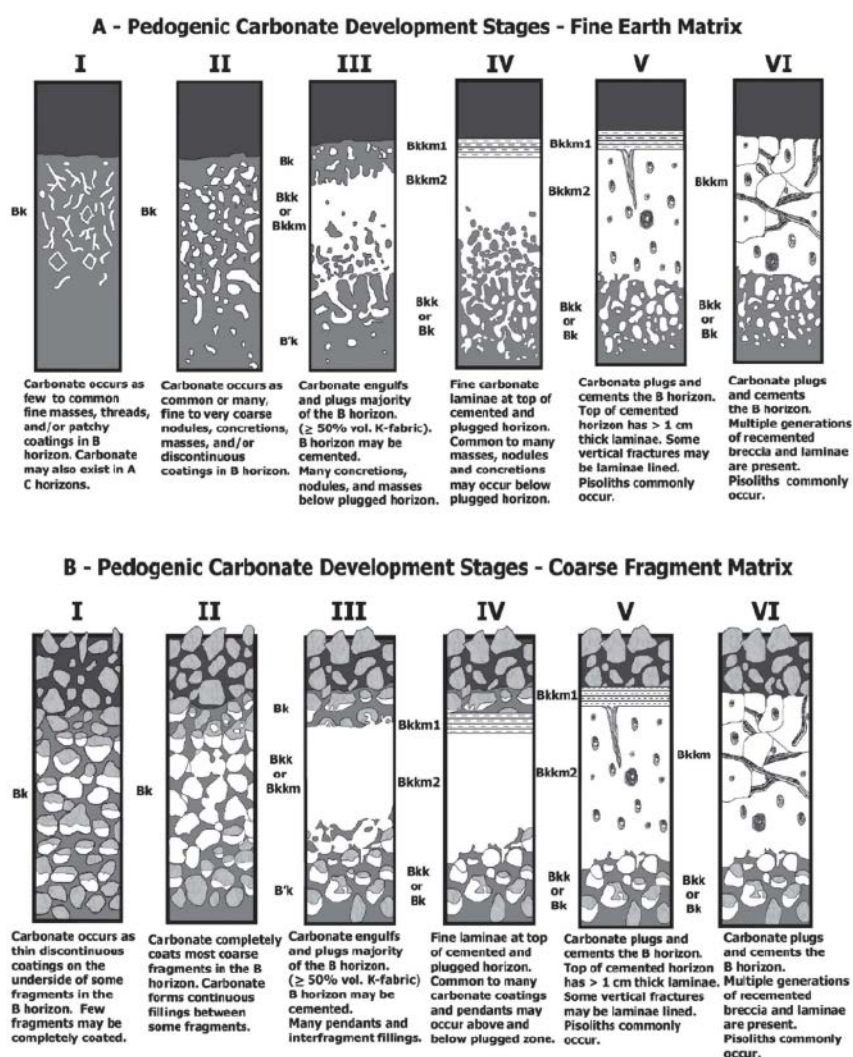 A - Pedogenic Carbonate Development Stages - Fine Earth Matrix
I
II
III
IV
V
VI
Bk
Bk
Bk
Bkk
or
Bkkm
B'k
Bkkm1
Bkkm2
Bkk
or
Bk
Bkkm1
Bkkm2
Bkk
or
Bk
Bkkm
Bkk
or
Bk
Carbonate occurs as
few to common
fine masses, threads,
and/or patchy
coatings in B
horizon. Carbonate
may also exist in A
C horizons.
Carbonate occurs as
common or many,
fine to very coarse
nodules, concretions,
masses, and/or
discontinuous
coatings in B horizon.
Carbonate engulfs
and plugs majority
of the B horizon.
(≥ 50% vol. K-fabric).
B horizon may be
cemented.
Many concretions,
nodules, and masses
below plugged horizon.
Fine carbonate
laminae at top of
cemented and
plugged horizon.
Common to many
masses, nodules
and concretions
may occur below
plugged horizon.
Carbonate plugs and
cements the B horizon.
Top of cemented
horizon has > 1 cm
thick laminae. Some
vertical fractures may
be laminae lined.
Pisoliths commonly
occur.
Carbonate plugs
and cements
the B horizon.
Multiple generations
of recemented
breccia and laminae
are present.
Pisoliths commonly
occur.
B - Pedogenic Carbonate Development Stages - Coarse Fragment Matrix
I
II
III
IV
V
VI
Bk
Bk
Bk
Bkk
or
Bkkm
B'k
Bkkm1
Bkkm2
Bkk
or
Bk
Bkkm1
Bkkm2
Bkk
or
Bk
Bkkm
Bkk
or
Bk
Carbonate occurs as
thin discontinuous
coatings on the
underside of some
fragments in the
B horizon. Few
fragments may be
completely coated.
Carbonate completely
coats most coarse
fragments in the B
horizon. Carbonate
forms continuous
fillings between
some fragments.
Carbonate engulfs
and plugs majority
of the B horizon.
(≥ 50% vol. K-fabric)
B horizon may be
cemented.
Many pendants and
interfragment fillings.
Fine laminae at top
of cemented and
plugged horizon.
Common to many
carbonate coatings
and pendants may
occur above and
below plugged zone.
Carbonate plugs and
cements the B horizon.
Top of cemented horizon
has > 1 cm thick laminae.
Some vertical fractures
may be laminae lined.
Pisoliths commonly
occur.
Carbonate plugs
and cements the
B horizon.
Multiple generations
of recemented
breccia and laminae
are present.
Pisoliths commonly
occur.